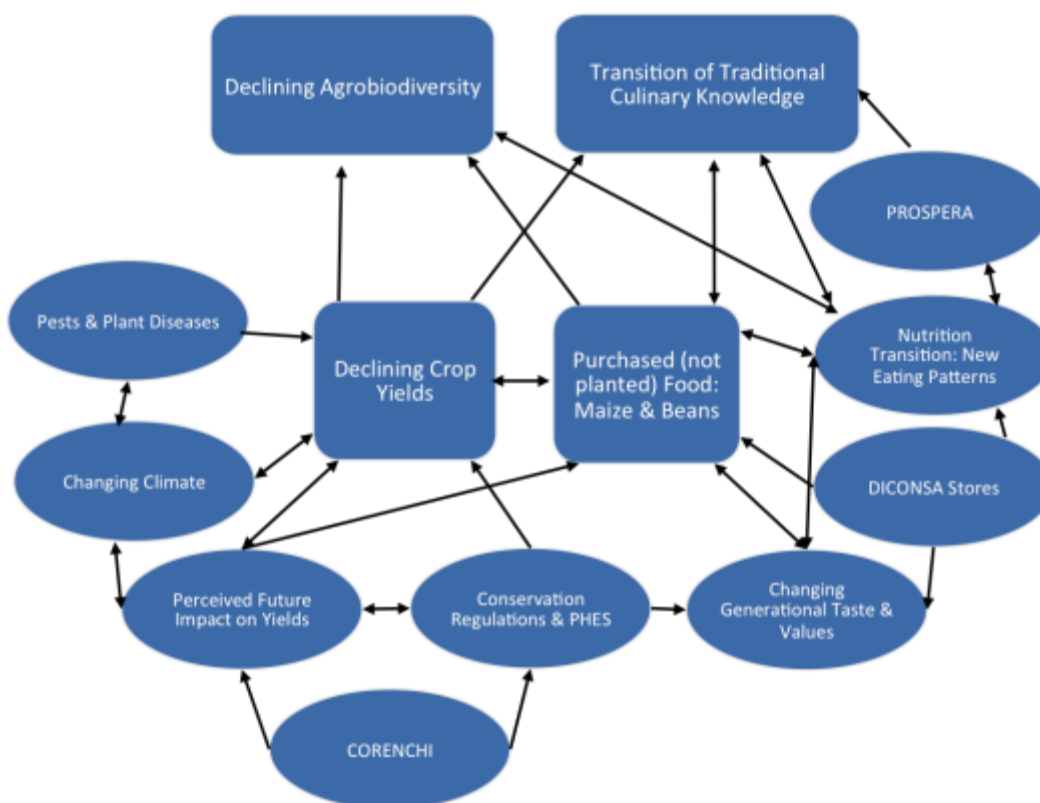 Declining Agrobiodiversity
Transition of Traditional
Culinary Knowledge
PROSPERA
Pests & Plant Diseases
Declining Crop
Yields
Purchased (not
planted) Food:
Maize & Beans
Nutrition
Transition: New
Eating Patterns
Changing Climate
DICONSA Stores
Perceived Future
Impact on Yields
Conservation
Regulations & PHES
Changing
Generational Taste &
Values
CORENCHI